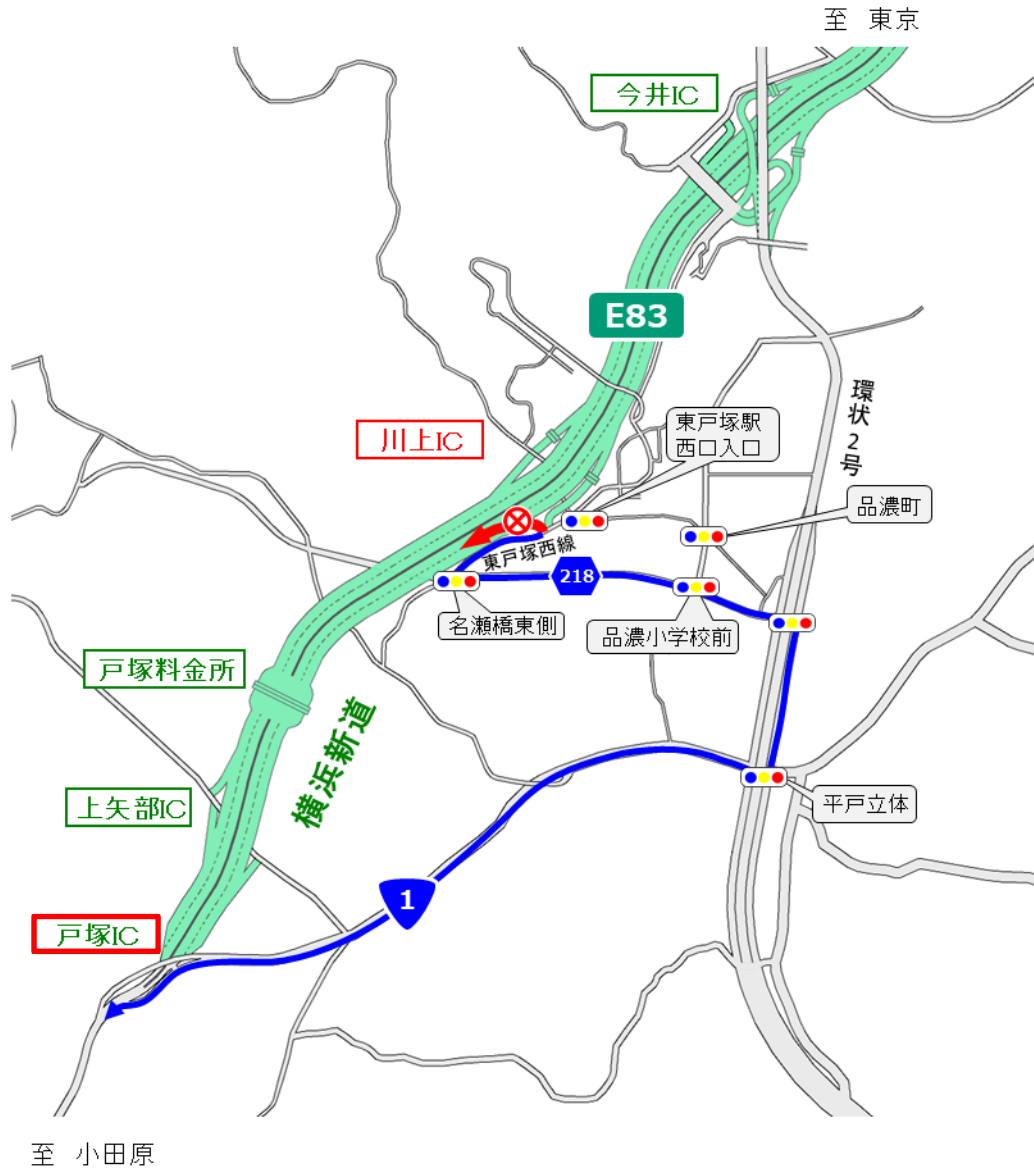 至 東京
今井IC
E83
環状2号
東戸塚駅
西口入口
川上IC
品濃町
東戸塚西線
218
名瀬橋東側
品濃小学校前
戸塚料金所
横浜新道
上矢部IC
平戸立体
1
戸塚IC
至 小田原